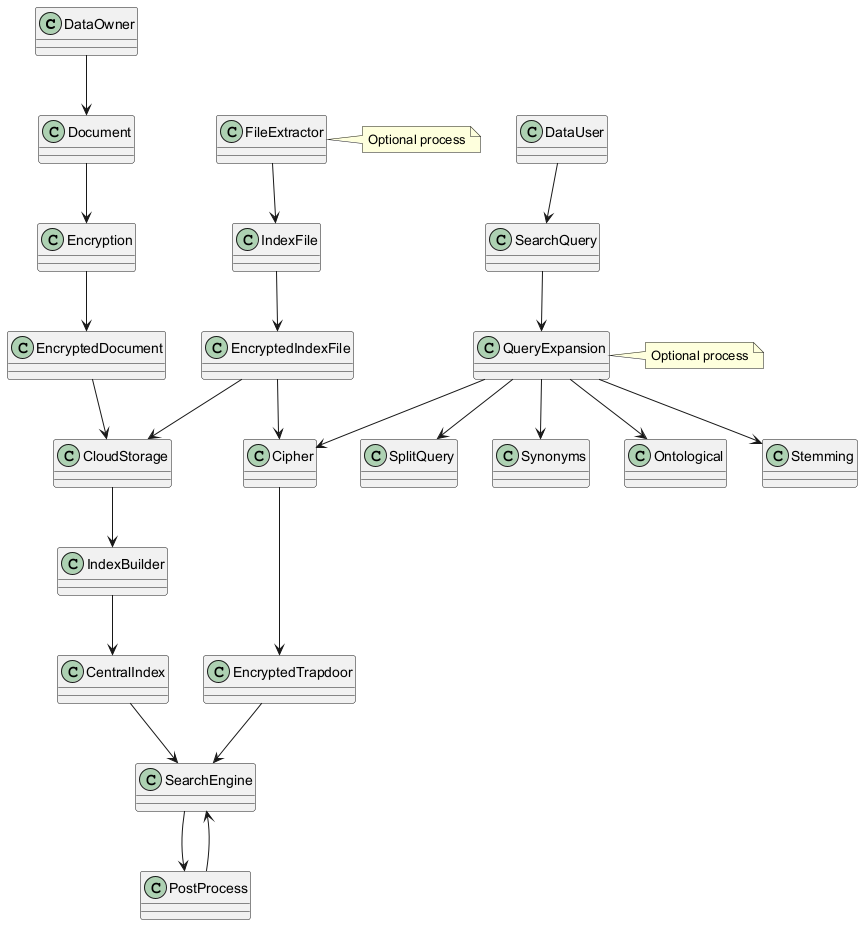 C DataOwner
C Document
C FileExtractor
Optional process
C DataUser
C Encryption
C IndexFile
C SearchQuery
C EncryptedDocument
C EncryptedIndexFile
C QueryExpansion
Optional process
C CloudStorage
C Cipher
C SplitQuery
C Synonyms
C Ontological
C Stemming
C IndexBuilder
C CentralIndex
C EncryptedTrapdoor
C SearchEngine
C PostProcess